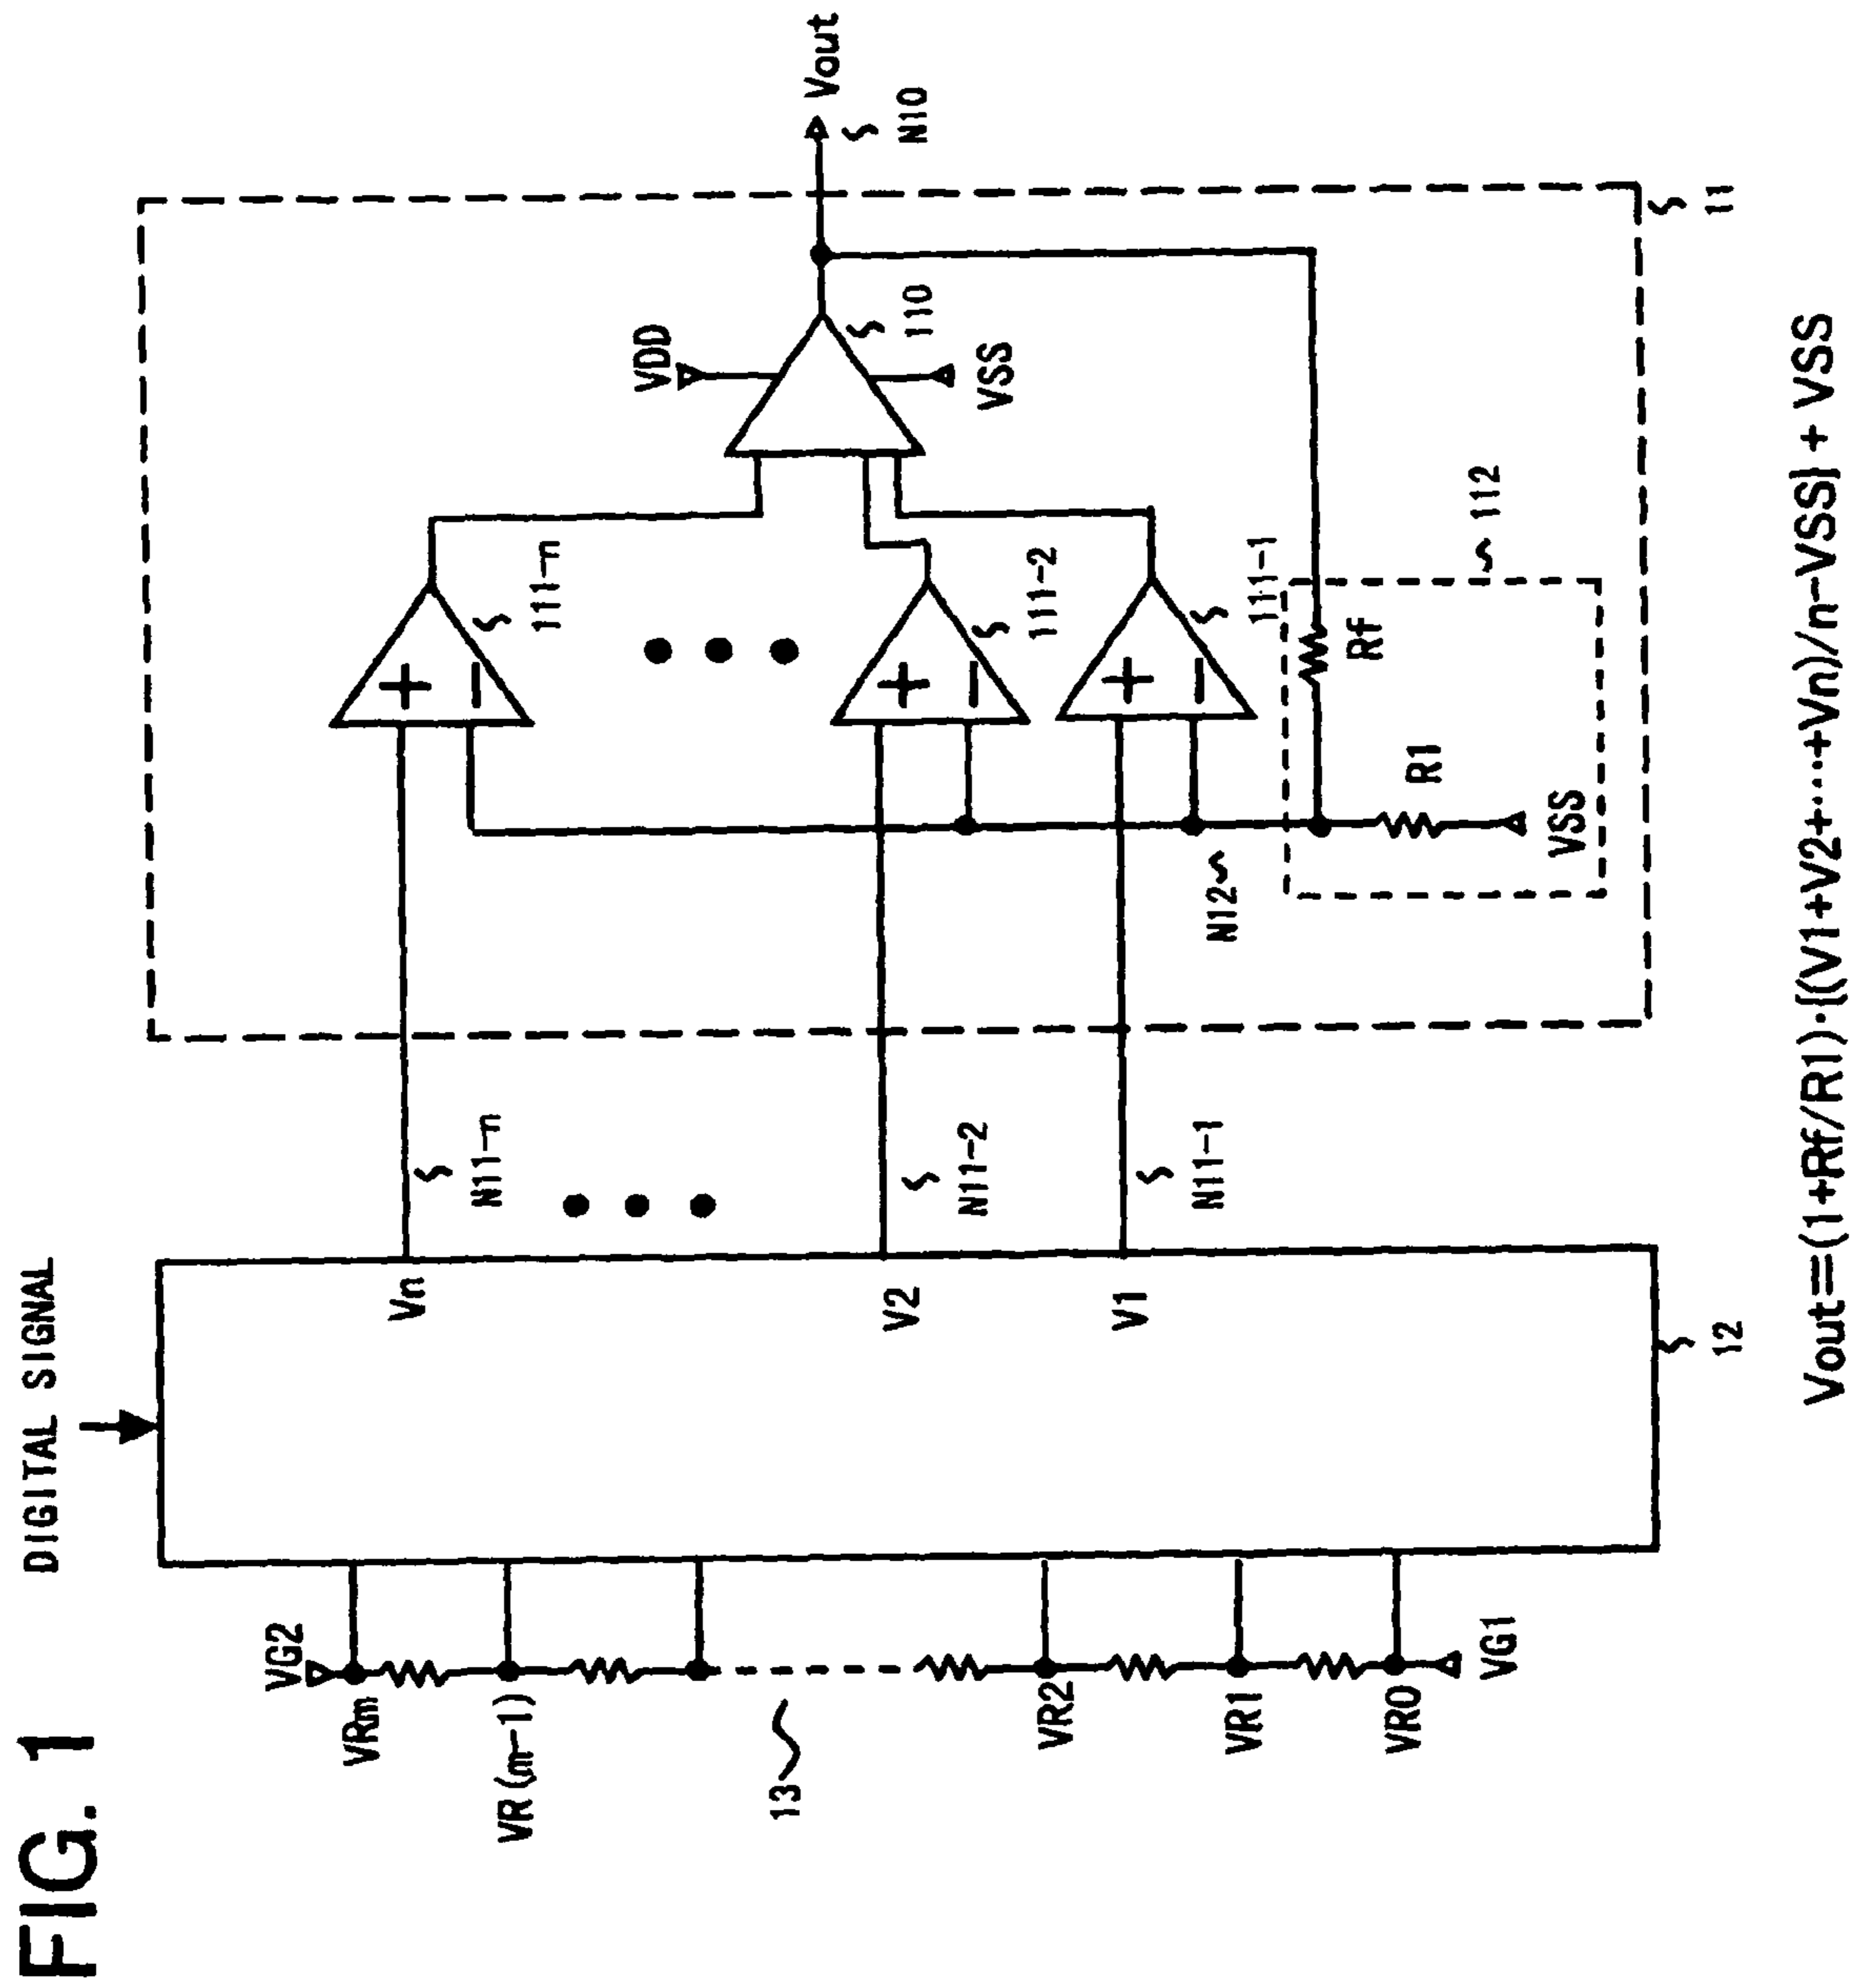 FIG. 1
DIGITAL SIGNAL
VG2
VRm
VR(m-1)
13
VR2
VR1
VR0
VG1
Vn
V2
V1
12
N11-n
N11-2
N11-1
N12
111-n
111-2
111-1
R1
VSS
Rf
112
VDD
110
VSS
Vout
N10
11
Vout=(1+Rf/R1)·{(V1+V2+····+Vn)/n-VSS}+VSS